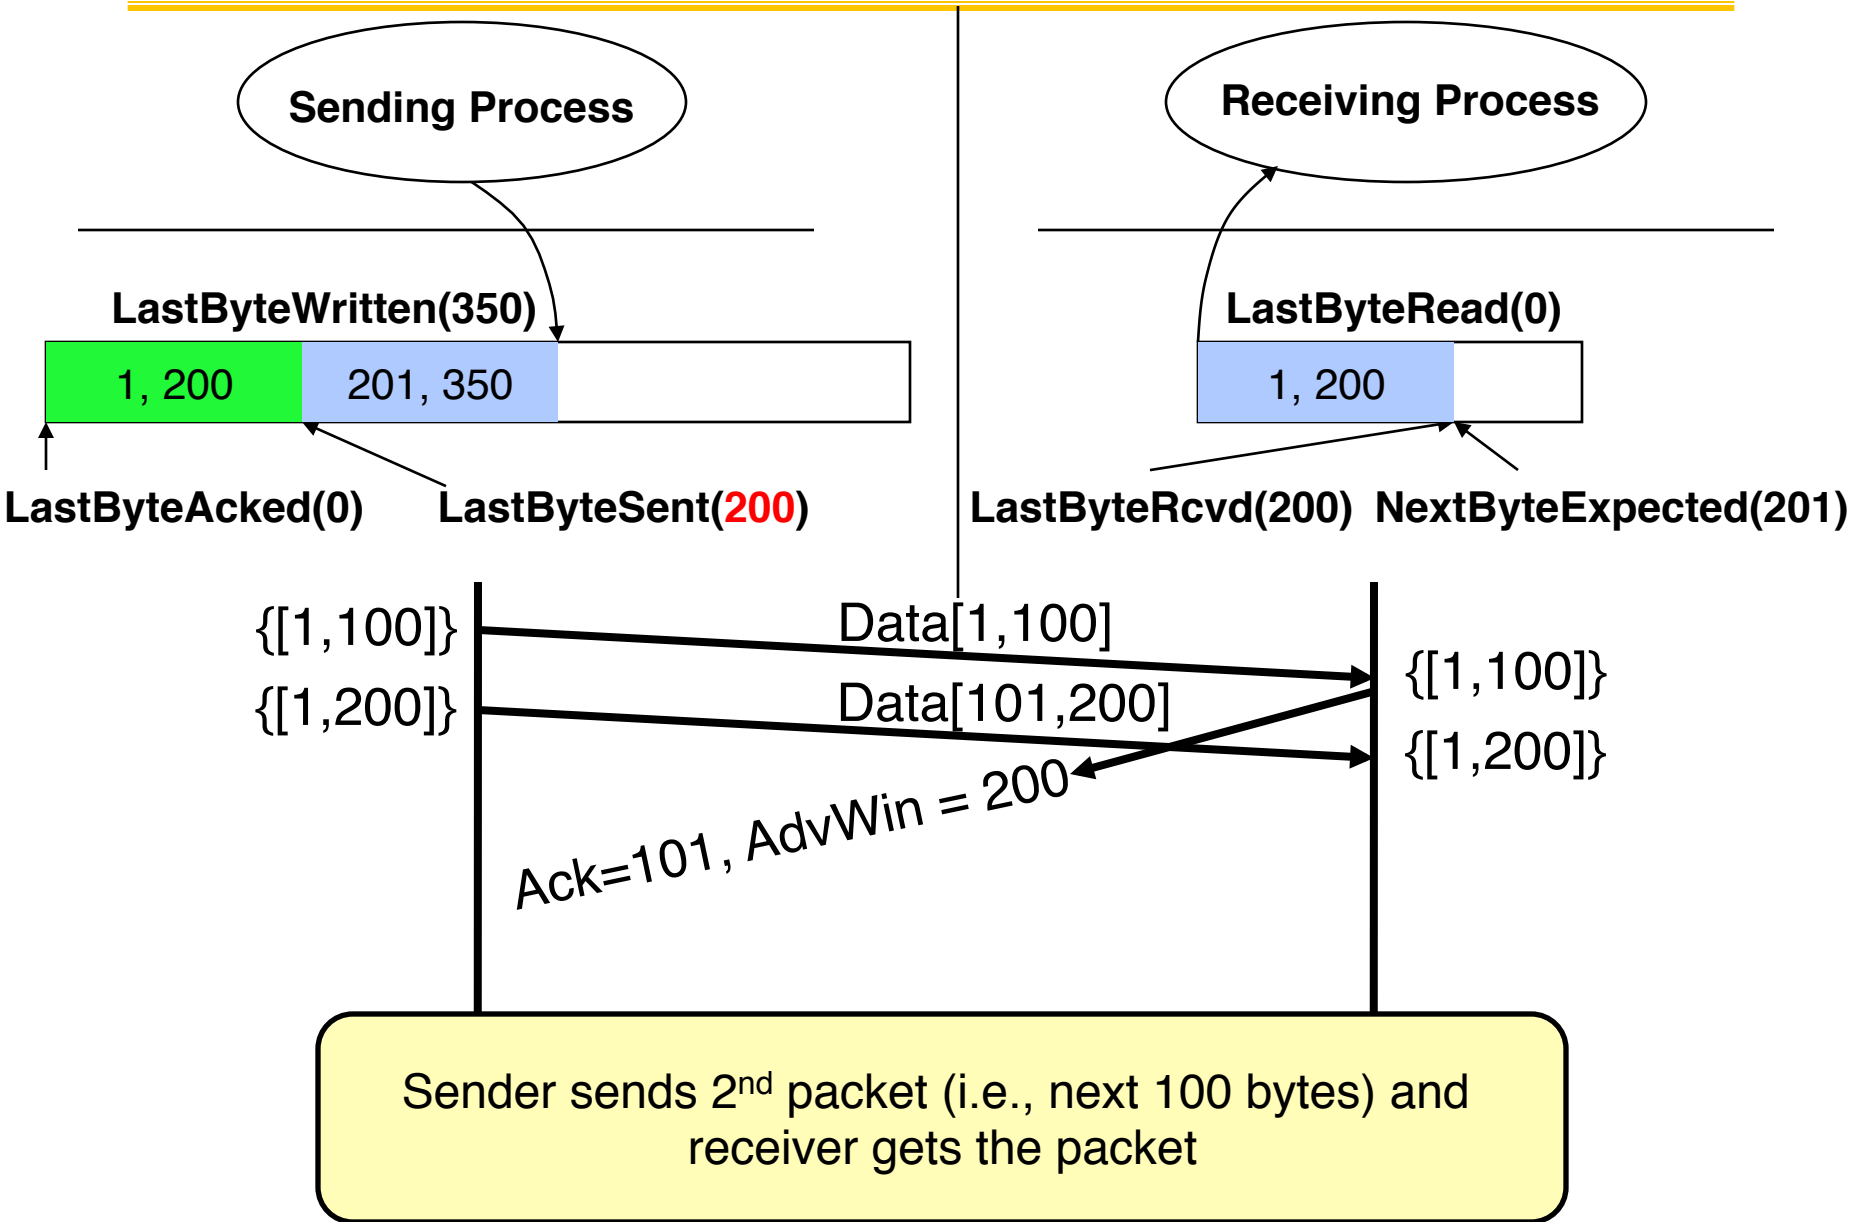 Sending Process
Receiving Process
LastByteWritten(350)
LastByteRead(0)
1, 200
201, 350
1, 200
LastByteAcked(0)
LastByteSent(200)
LastByteRcvd(200)
NextByteExpected(201)
{[1,100]}
Data[1,100]
{[1,100]}
{[1,200]}
Data[101,200]
{[1,200]}
Ack=101, AdvWin = 200
Sender sends 2nd packet (i.e., next 100 bytes) and
receiver gets the packet